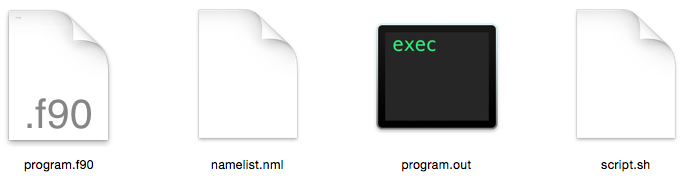 exec
.f90
program.f90
namelist.nml
program.out
script.sh